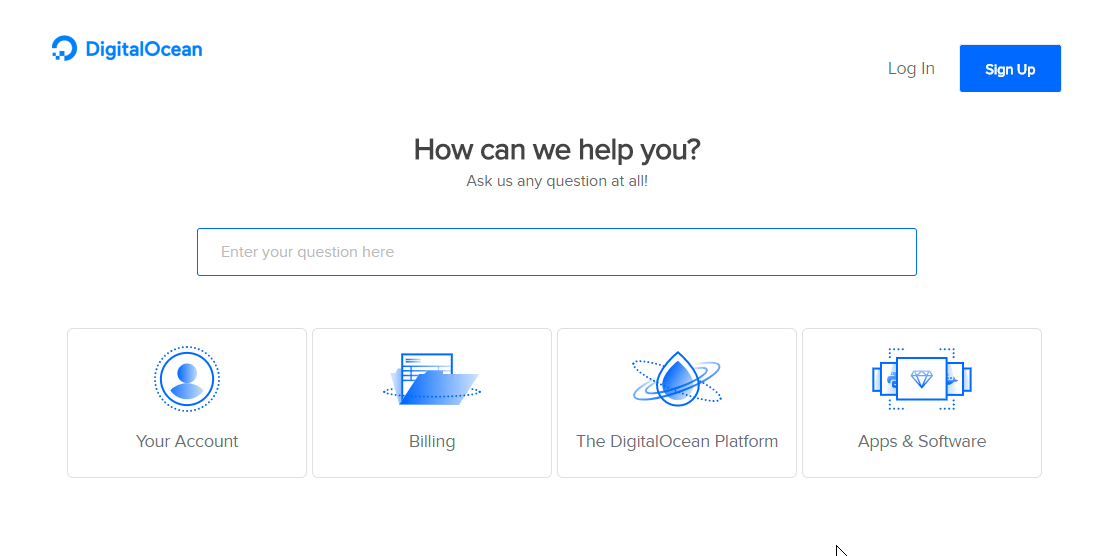 DigitalOcean
Log In
Sign Up
How can we help you?
Ask us any question at all!
Enter your question here
Your Account
Billing
The DigitalOcean Platform
Apps & Software